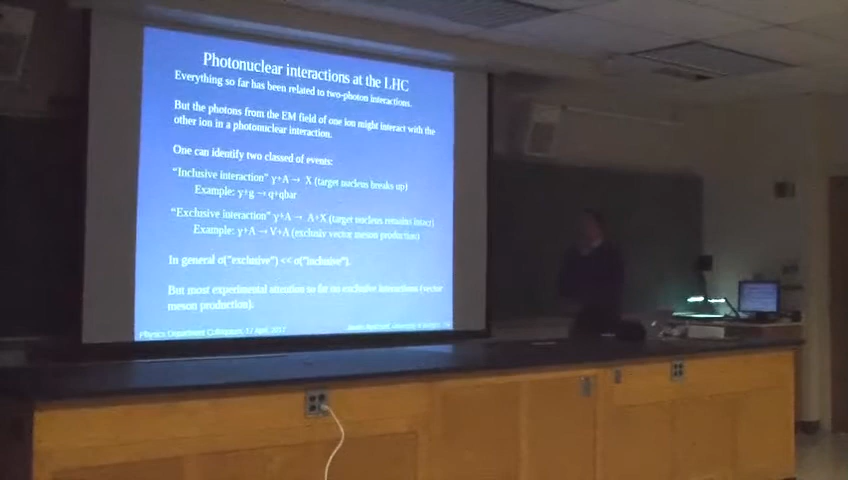 Photonuclear interactions at the LHC
Everything so far has been related to two-photon interactions.
But the photons from the EM field of one ion might interact with the
other ion in a photonuclear interaction.
One can identify two classed of events:
“Inclusive interaction” γ+A → X (target nucleus breaks up)
Example: γ+g → q+qbar
“Exclusive interaction” γ+A → A+X (target nucleus remains intact)
Example: γ+A → V+A (exclusiv vector meson production)
In general σ(“exclusive”) << σ(“inclusive”).
But most experimental attention so far on exclusive interactions (vector
meson production).
Physics Department Colloquium, 17 April 2017